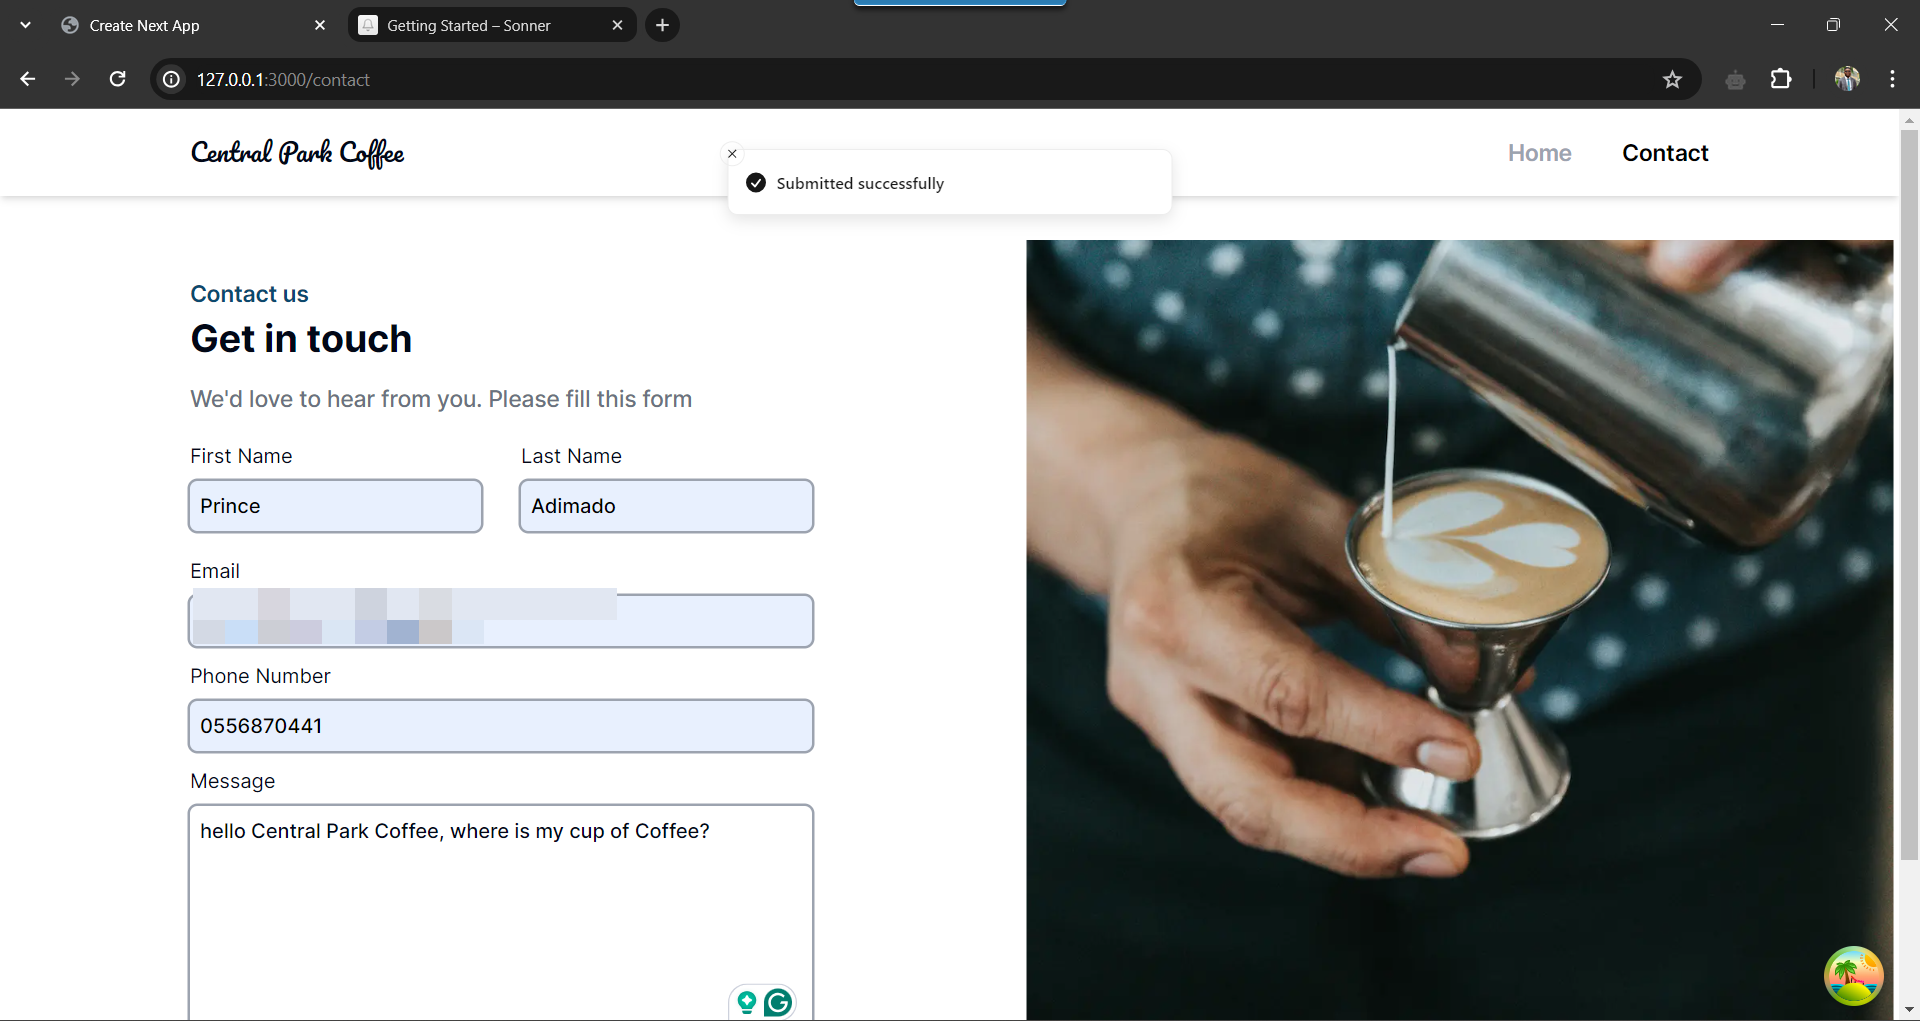 Create Next App
Getting Started – Sonner
127.0.0.1:3000/contact
Central Park Coffee
Submitted successfully
Home
Contact
Contact us
Get in touch
We'd love to hear from you. Please fill this form
First Name
Last Name
Prince
Adimado
Email
Phone Number
0556870441
Message
hello Central Park Coffee, where is my cup of Coffee?